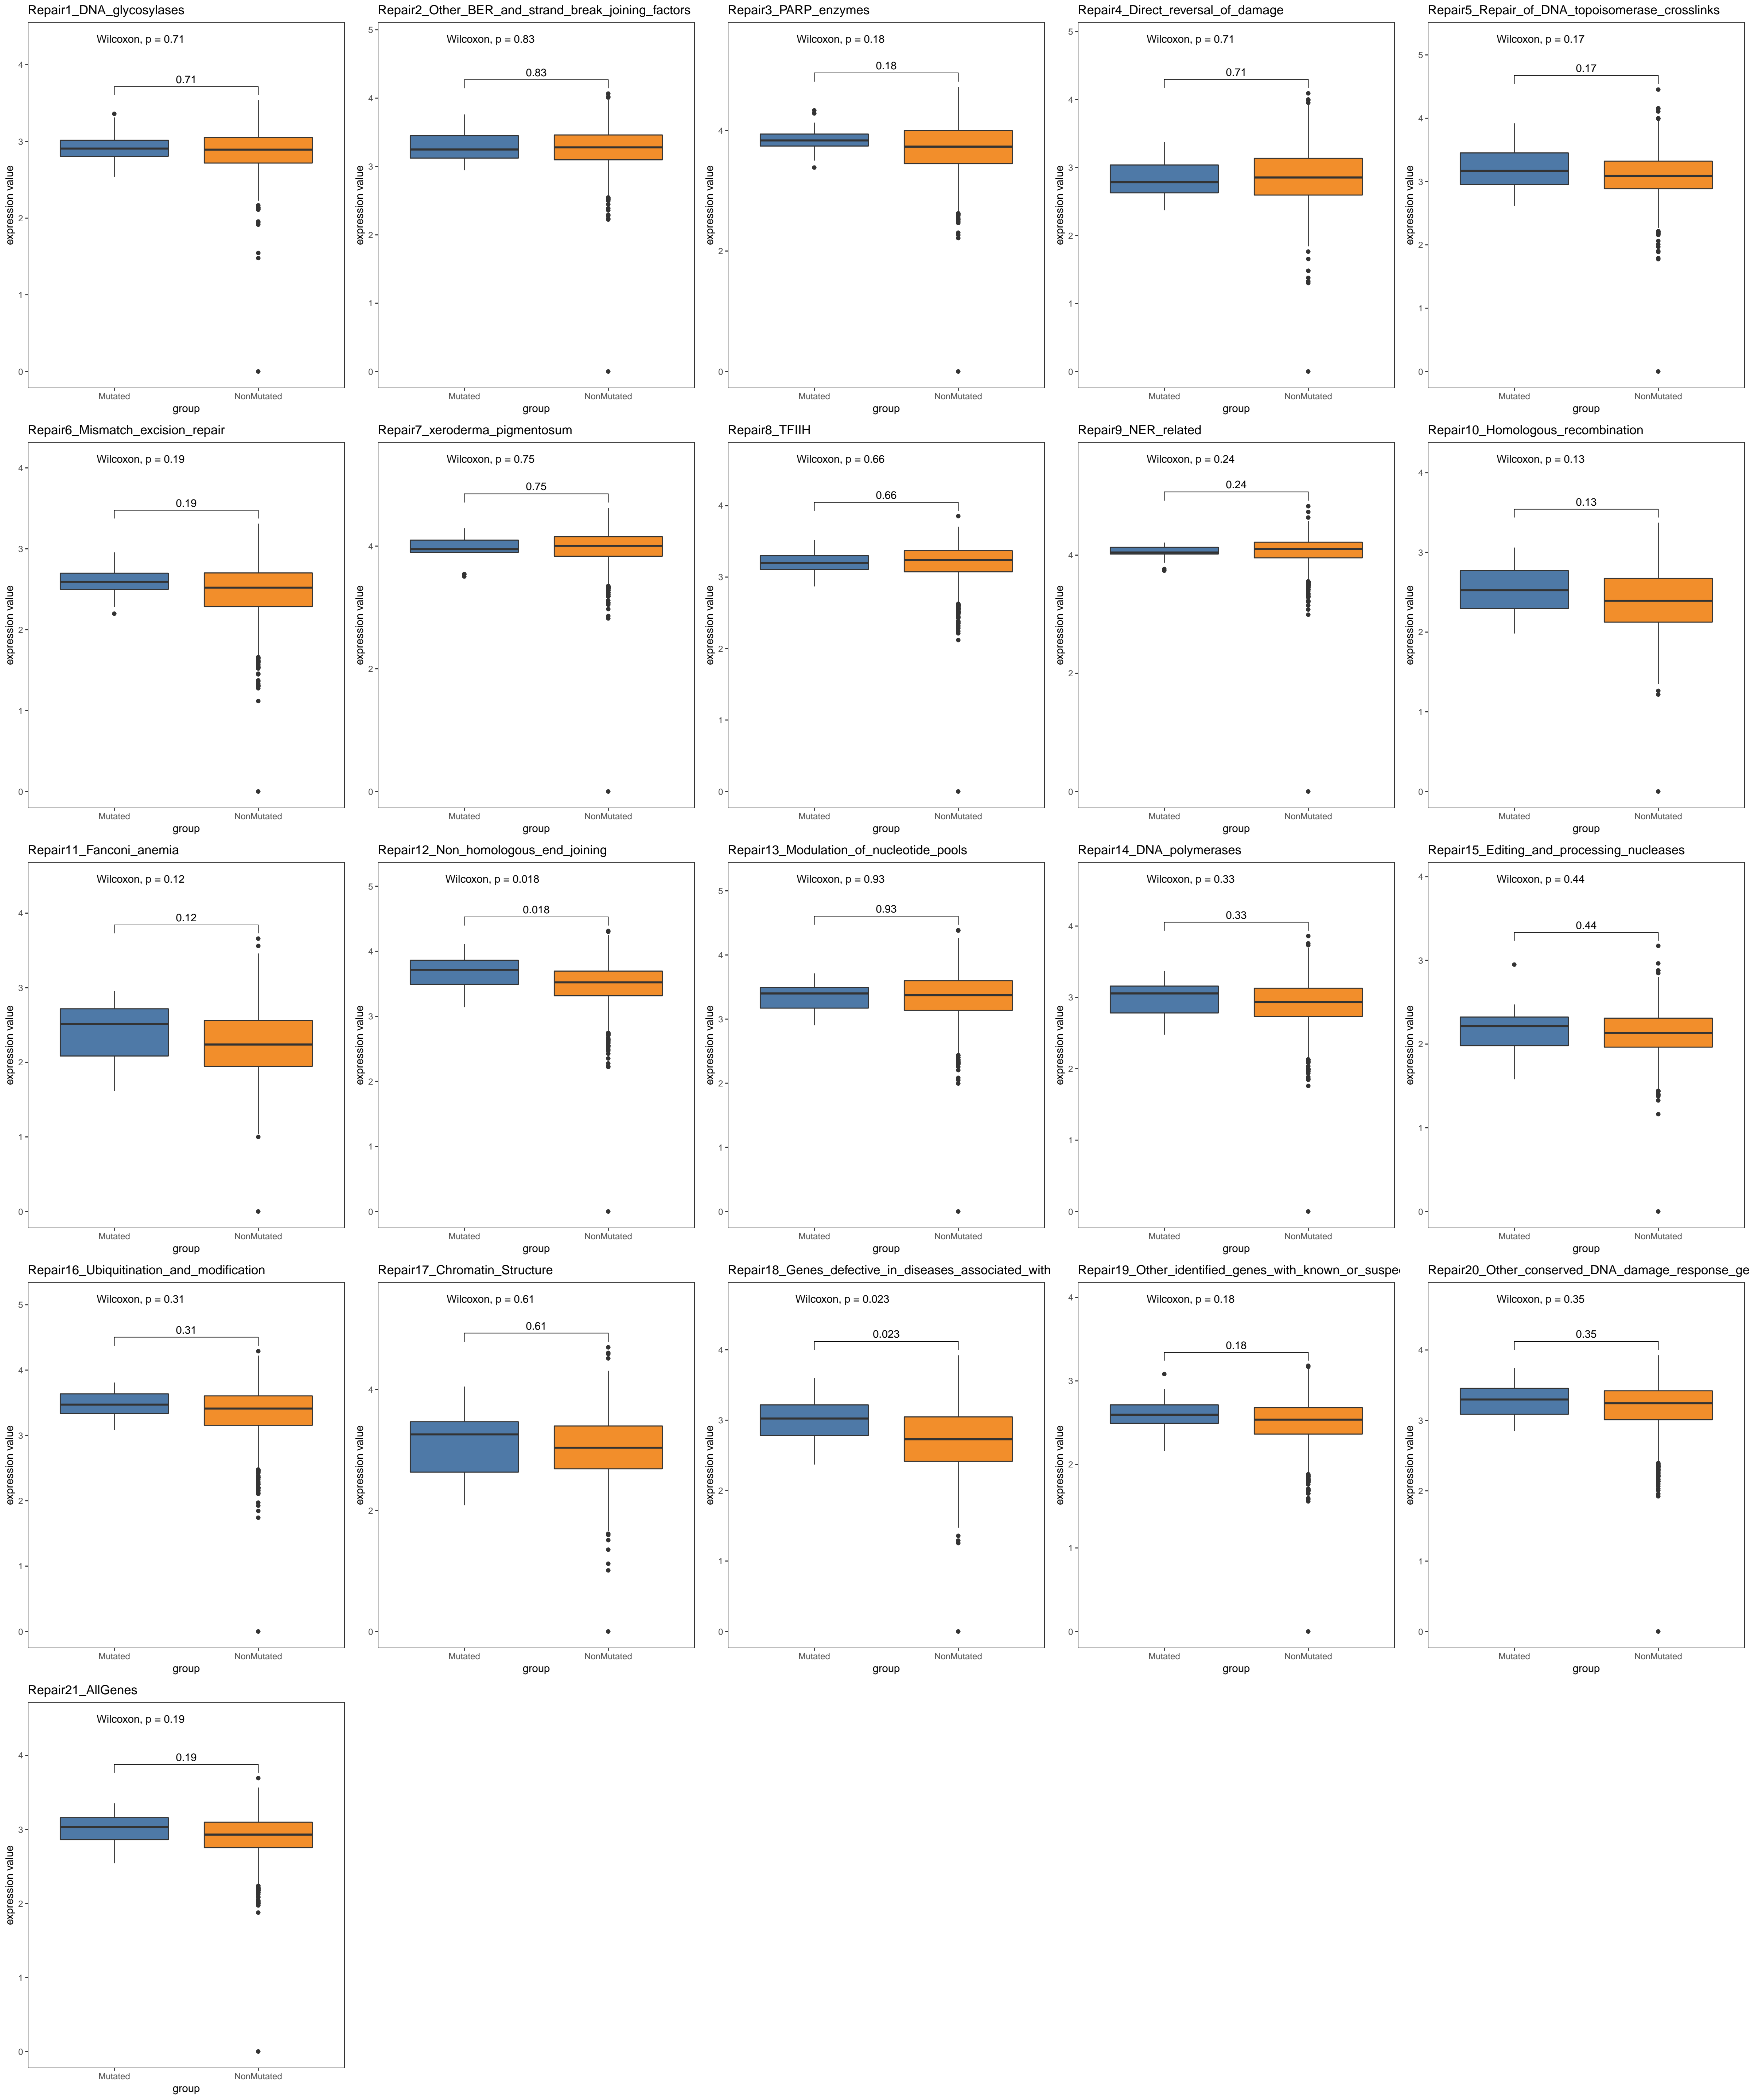 Repair1_DNA_glycosylases
Wilcoxon, p = 0.71
0.71
4
3
2
1
0
expression value
Mutated
NonMutated
group
Repair2_Other_BER_and_strand_break_joining_factors
Wilcoxon, p = 0.83
0.83
5
4
3
2
1
0
expression value
Mutated
NonMutated
group
Repair3_PARP_enzymes
Wilcoxon, p = 0.18
0.18
4
2
0
expression value
Mutated
NonMutated
group
Repair4_Direct_reversal_of_damage
Wilcoxon, p = 0.71
0.71
5
4
3
2
1
0
expression value
Mutated
NonMutated
group
Repair5_Repair_of_DNA_topoisomerase_crosslinks
Wilcoxon, p = 0.17
0.17
5
4
3
2
1
0
expression value
Mutated
NonMutated
group
Repair6_Mismatch_excision_repair
Wilcoxon, p = 0.19
0.19
4
3
2
1
0
expression value
Mutated
NonMutated
group
Repair7_xeroderma_pigmentosum
Wilcoxon, p = 0.75
0.75
4
2
0
expression value
Mutated
NonMutated
group
Repair8_TFIIH
Wilcoxon, p = 0.66
0.66
4
3
2
1
0
expression value
Mutated
NonMutated
group
Repair9_NER_related
Wilcoxon, p = 0.24
0.24
4
2
0
expression value
Mutated
NonMutated
group
Repair10_Homologous_recombination
Wilcoxon, p = 0.13
0.13
4
3
2
1
0
expression value
Mutated
NonMutated
group
Repair11_Fanconi_anemia
Wilcoxon, p = 0.12
0.12
4
3
2
1
0
expression value
Mutated
NonMutated
group
Repair12_Non_homologous_end_joining
Wilcoxon, p = 0.018
0.018
5
4
3
2
1
0
expression value
Mutated
NonMutated
group
Repair13_Modulation_of_nucleotide_pools
Wilcoxon, p = 0.93
0.93
5
4
3
2
1
0
expression value
Mutated
NonMutated
group
Repair14_DNA_polymerases
Wilcoxon, p = 0.33
0.33
4
3
2
1
0
expression value
Mutated
NonMutated
group
Repair15_Editing_and_processing_nucleases
Wilcoxon, p = 0.44
0.44
4
3
2
1
0
expression value
Mutated
NonMutated
group
Repair16_Ubiquitination_and_modification
Wilcoxon, p = 0.31
0.31
5
4
3
2
1
0
expression value
Mutated
NonMutated
group
Repair17_Chromatin_Structure
Wilcoxon, p = 0.61
0.61
4
2
0
expression value
Mutated
NonMutated
group
Repair18_Genes_defective_in_diseases_associated_with
Wilcoxon, p = 0.023
0.023
4
3
2
1
0
expression value
Mutated
NonMutated
group
Repair19_Other_identified_genes_with_known_or_suspe
Wilcoxon, p = 0.18
0.18
4
3
2
1
0
expression value
Mutated
NonMutated
group
Repair20_Other_conserved_DNA_damage_response_ge
Wilcoxon, p = 0.35
0.35
4
3
2
1
0
expression value
Mutated
NonMutated
group
Repair21_AllGenes
Wilcoxon, p = 0.19
0.19
4
3
2
1
0
expression value
Mutated
NonMutated
group